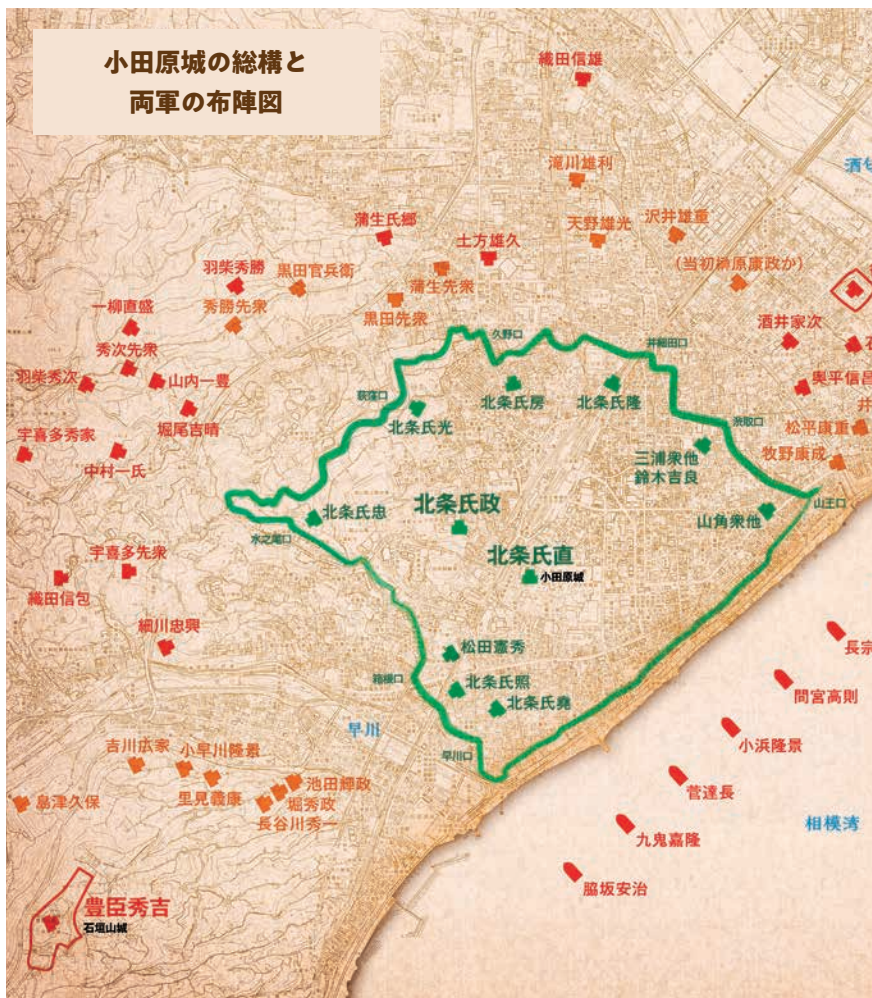 小田原城の総構と
両軍の布陣図
織田信雄
酒匂
滝川雄利
沢井雄重
天野雄光
蒲生氏郷
土方雄久
(当初榊原康政か)
羽柴秀勝
黒田官兵衛
蒲生先衆
一柳直盛
秀勝先衆
黒田先衆
久野口
酒井家次
石
井細田口
秀次先衆
羽柴秀次
山内一豊
奥平信昌
荻窪口
井
北条氏光
北条氏房
北条氏隆
渋取口
松平康重
堀尾吉晴
宇喜多秀家
中村一氏
三浦衆他
鈴木吉良
牧野康成
山王口
北条氏忠
北条氏政
山角衆他
水之尾口
宇喜多先衆
北条氏直
小田原城
織田信包
細川忠興
松田憲秀
長宗
箱根口
北条氏照
北条氏堯
間宮高則
早川
小浜隆景
吉川広家
小早川隆景
早川口
里見義康
池田輝政
堀秀政
長谷川秀一
島津久保
菅達長
九鬼嘉隆
相模湾
脇坂安治
豊臣秀吉
石垣山城